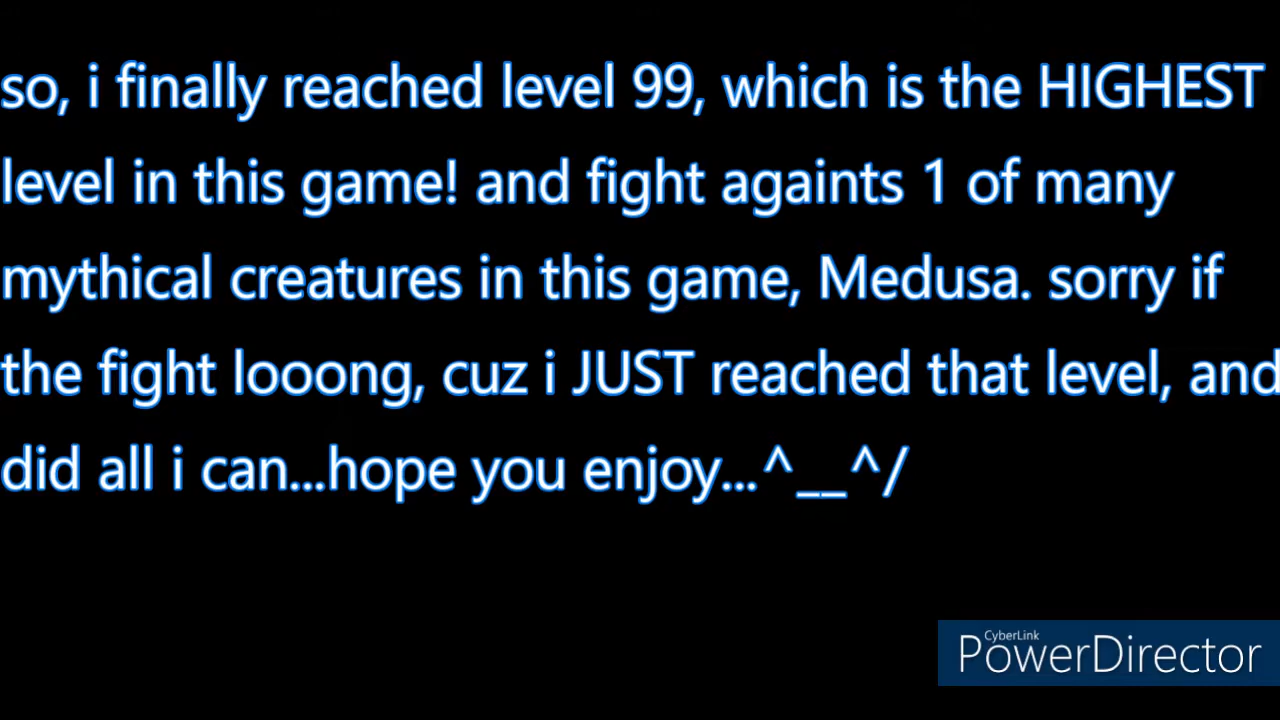 so, i finally reached level 99, which is the HIGHEST
level in this game! and fight againts 1 of many
mythical creatures in this game, Medusa. sorry if
the fight looong, cuz i JUST reached that level, and
did all i can...hope you enjoy...^__^/
CyberLink
PowerDirector